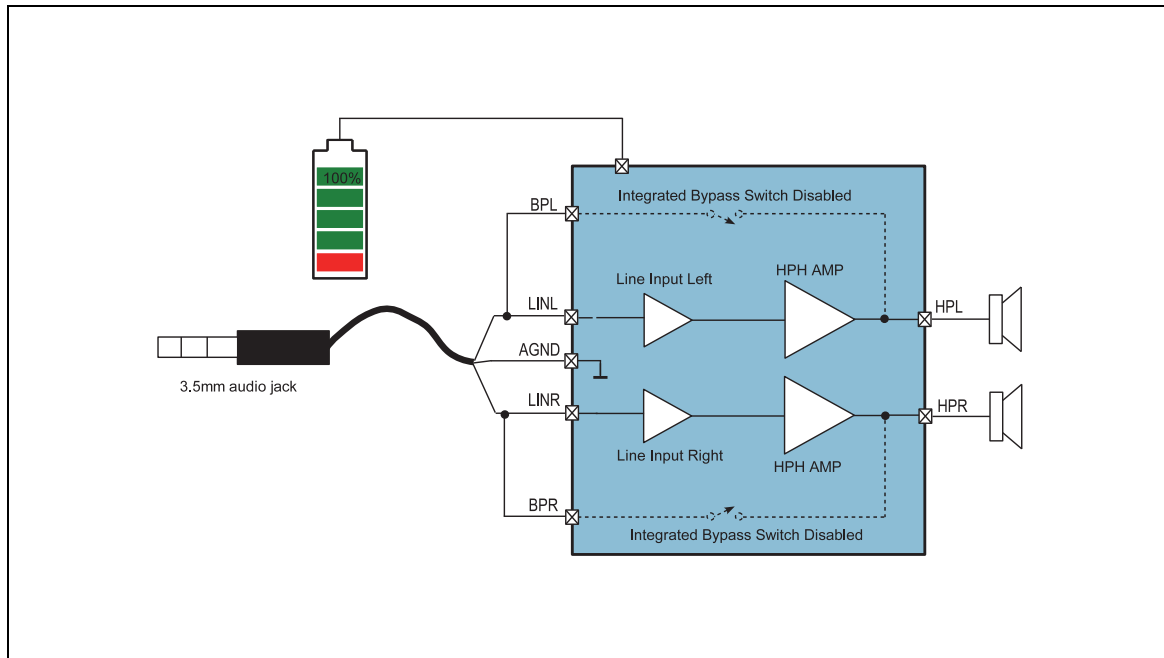 100%
Integrated Bypass Switch Disabled
BPL
Line Input Left
HPH AMP
LINL
HPL
AGND
3.5mm audio jack
LINR
HPR
Line Input Right
HPH AMP
BPR
Integrated Bypass Switch Disabled